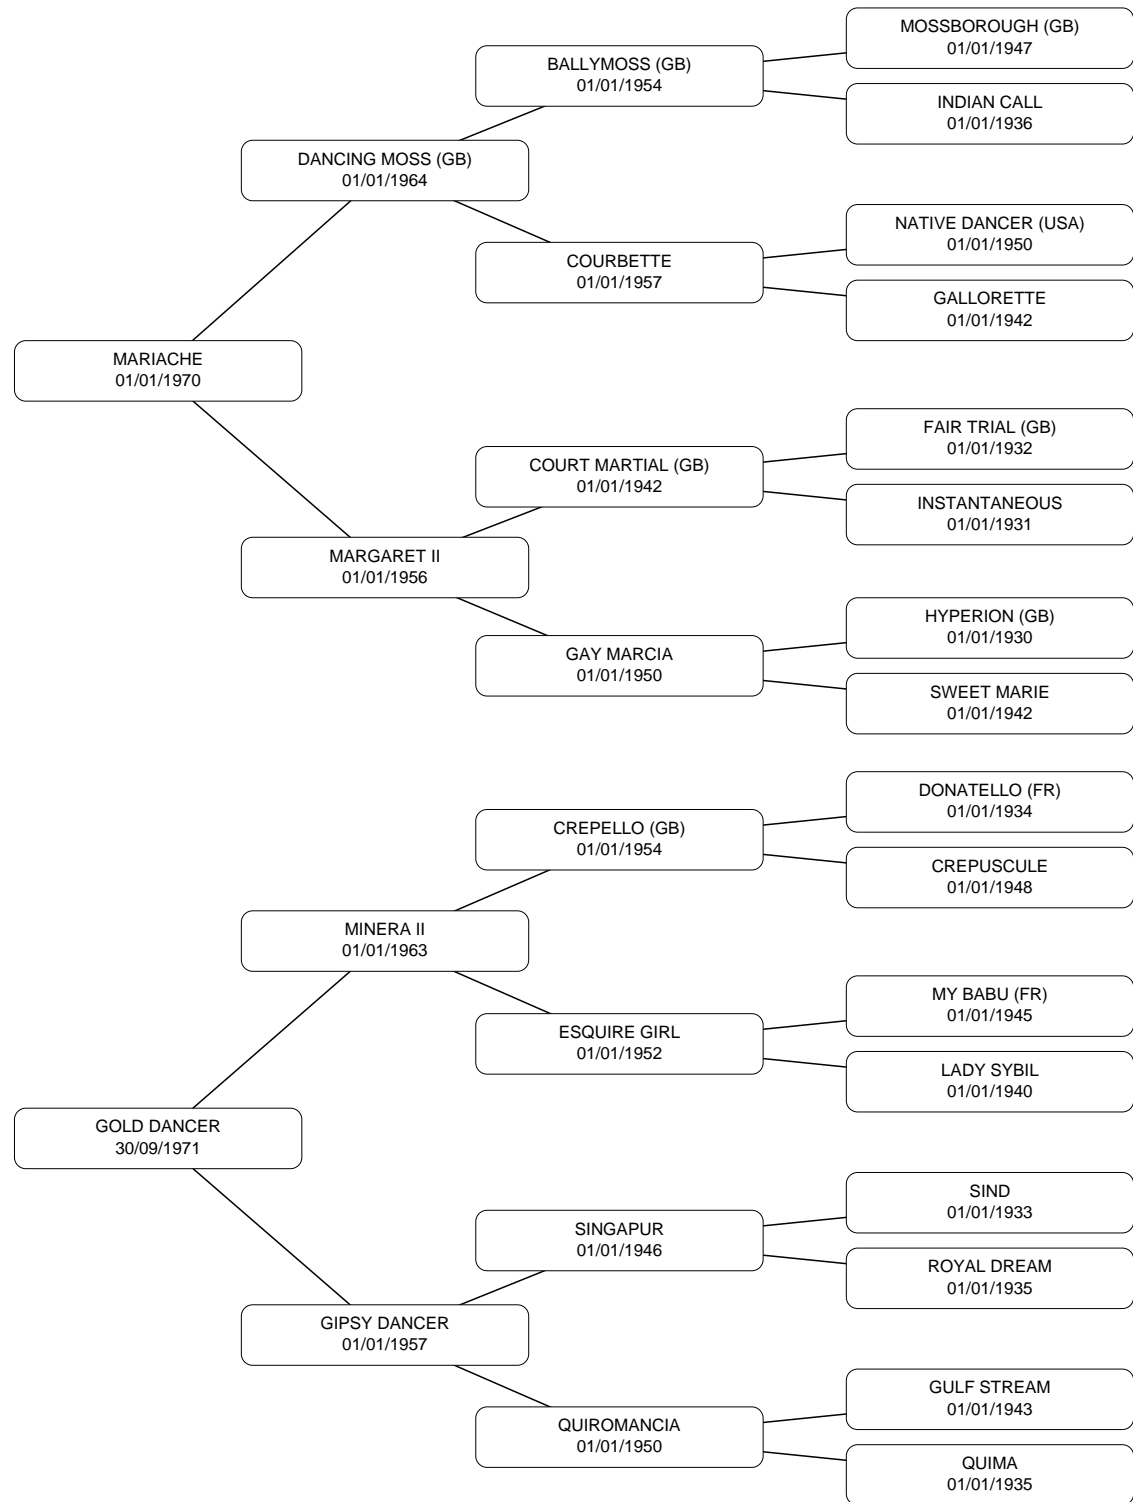 MOSSBOROUGH (GB)
01/01/1947
BALLYMOSS (GB)
01/01/1954
INDIAN CALL
01/01/1936
DANCING MOSS (GB)
01/01/1964
NATIVE DANCER (USA)
01/01/1950
COURBETTE
01/01/1957
GALLORETTE
01/01/1942
MARIACHE
01/01/1970
FAIR TRIAL (GB)
01/01/1932
COURT MARTIAL (GB)
01/01/1942
INSTANTANEOUS
01/01/1931
MARGARET II
01/01/1956
HYPERION (GB)
01/01/1930
GAY MARCIA
01/01/1950
SWEET MARIE
01/01/1942
DONATELLO (FR)
01/01/1934
CREPELLO (GB)
01/01/1954
CREPUSCULE
01/01/1948
MINERA II
01/01/1963
MY BABU (FR)
01/01/1945
ESQUIRE GIRL
01/01/1952
LADY SYBIL
01/01/1940
GOLD DANCER
30/09/1971
SIND
01/01/1933
SINGAPUR
01/01/1946
ROYAL DREAM
01/01/1935
GIPSY DANCER
01/01/1957
GULF STREAM
01/01/1943
QUIROMANCIA
01/01/1950
QUIMA
01/01/1935